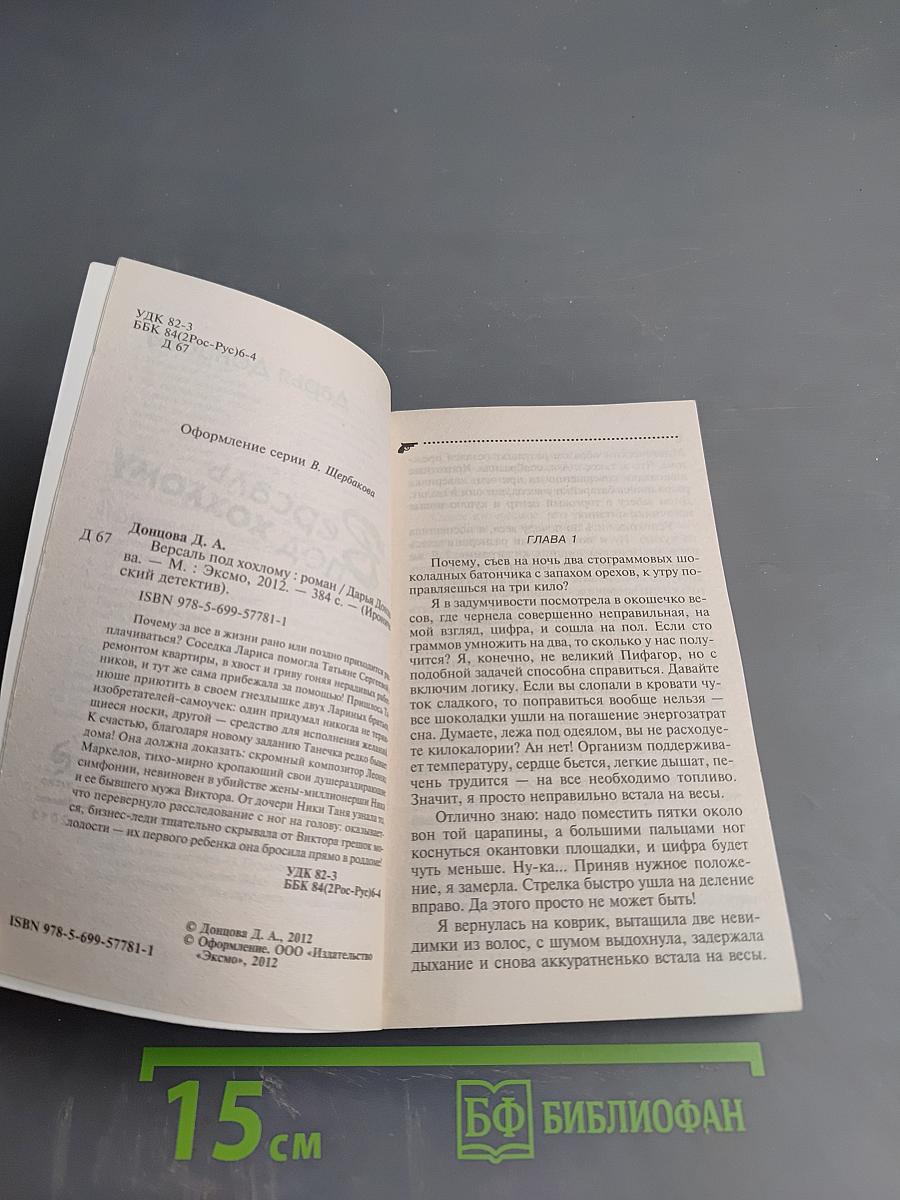 УДК 82-3
ББК 84(2Рос-Рус)6-4
Д 67
Оформление серии В. Щербакова
Донцова Д. А.
Д 67
Версаль под хохлому : роман / Дарья Донцо-
ва. — М. : Эксмо, 2012. — 384 с. — (Иронич
ский детектив).
ISBN 978-5-699-57781-1
Почему за все в жизни рано или поздно приходится
плачиваться? Соседка Лариса помогла Татьяне Сергеевой
ремонтом квартиры, в хвост и гриву гоняя нерадивых
ников, и тут же сама прибежала за помощью! Пришлось
нюше приютить в своем гнездышке двух Лариных
изобретателей-самоучек: один придумал никогда не
щиеся носки, другой — средство для исполнения желаний.
К счастью, благодаря новому заданию Танечка редко бывает
дома! Она должна доказать: скромный композитор
Маркелов, тихо-мирно кропающий свои душераздирающие
симфонии, невиновен в убийстве жены-миллионерши
и ее бывшего мужа Виктора. От дочери Ники Таня узнала то,
что перевернуло расследование с ног на голову: оказывает-
ся, бизнес-леди тщательно скрывала от Виктора грешок мо-
лодости — их первого ребенка она бросила прямо в роддоме!
УДК 82-3
ББК 84(2Рос-Рус)6-4
© Донцова Д. А., 2012
© Оформление. ООО «Издательство
«Эксмо», 2012
ISBN 978-5-699-57781-1
ГЛАВА 1
Почему, съев на ночь два стограммовых шо-
коладных батончика с запахом орехов, к утру по-
правляешься на три кило?
Я в задумчивости посмотрела в окошечко ве-
сов, где чернела совершенно неправильная, на
мой взгляд, цифра, и сошла на пол. Если сто
граммов умножить на два, то сколько у нас полу-
чится? Я, конечно, не великий Пифагор, но с
подобной задачей способна справиться. Давайте
включим логику. Если вы слопали в кровати чу-
ток сладкого, то поправиться вообще нельзя —
все шоколадки ушли на погашение энергозатрат
сна. Думаете, лежа под одеялом, вы не расходуе-
те килокалории? Ан нет! Организм поддержива-
ет температуру, сердце бьется, легкие дышат, пе-
чень трудится — на все необходимо топливо.
Значит, я просто неправильно встала на весы.
Отлично знаю: надо поместить пятки около
вон той царапины, а большими пальцами ног
коснуться окантовки площадки, и цифра будет
чуть меньше. Ну-ка... Приняв нужное положе-
ние, я замерла. Стрелка быстро ушла на деление
вправо. Да этого просто не может быть!
Я вернулась на коврик, вытащила две неви-
димки из волос, с шумом выдохнула, задержала
дыхание и снова аккуратненько встала на весы.
15 см
БФ БИБЛИОФАН